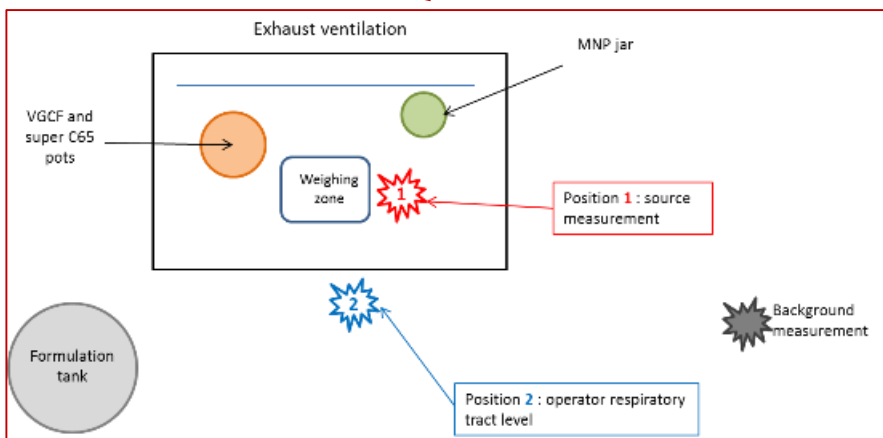 Exhaust ventilation
MNP jar
VGCF and
super C65
pots
Weighing
zone
1
Position 1 : source
measurement
2
Background
measurement
Formulation
tank
Position 2 : operator respiratory
tract level